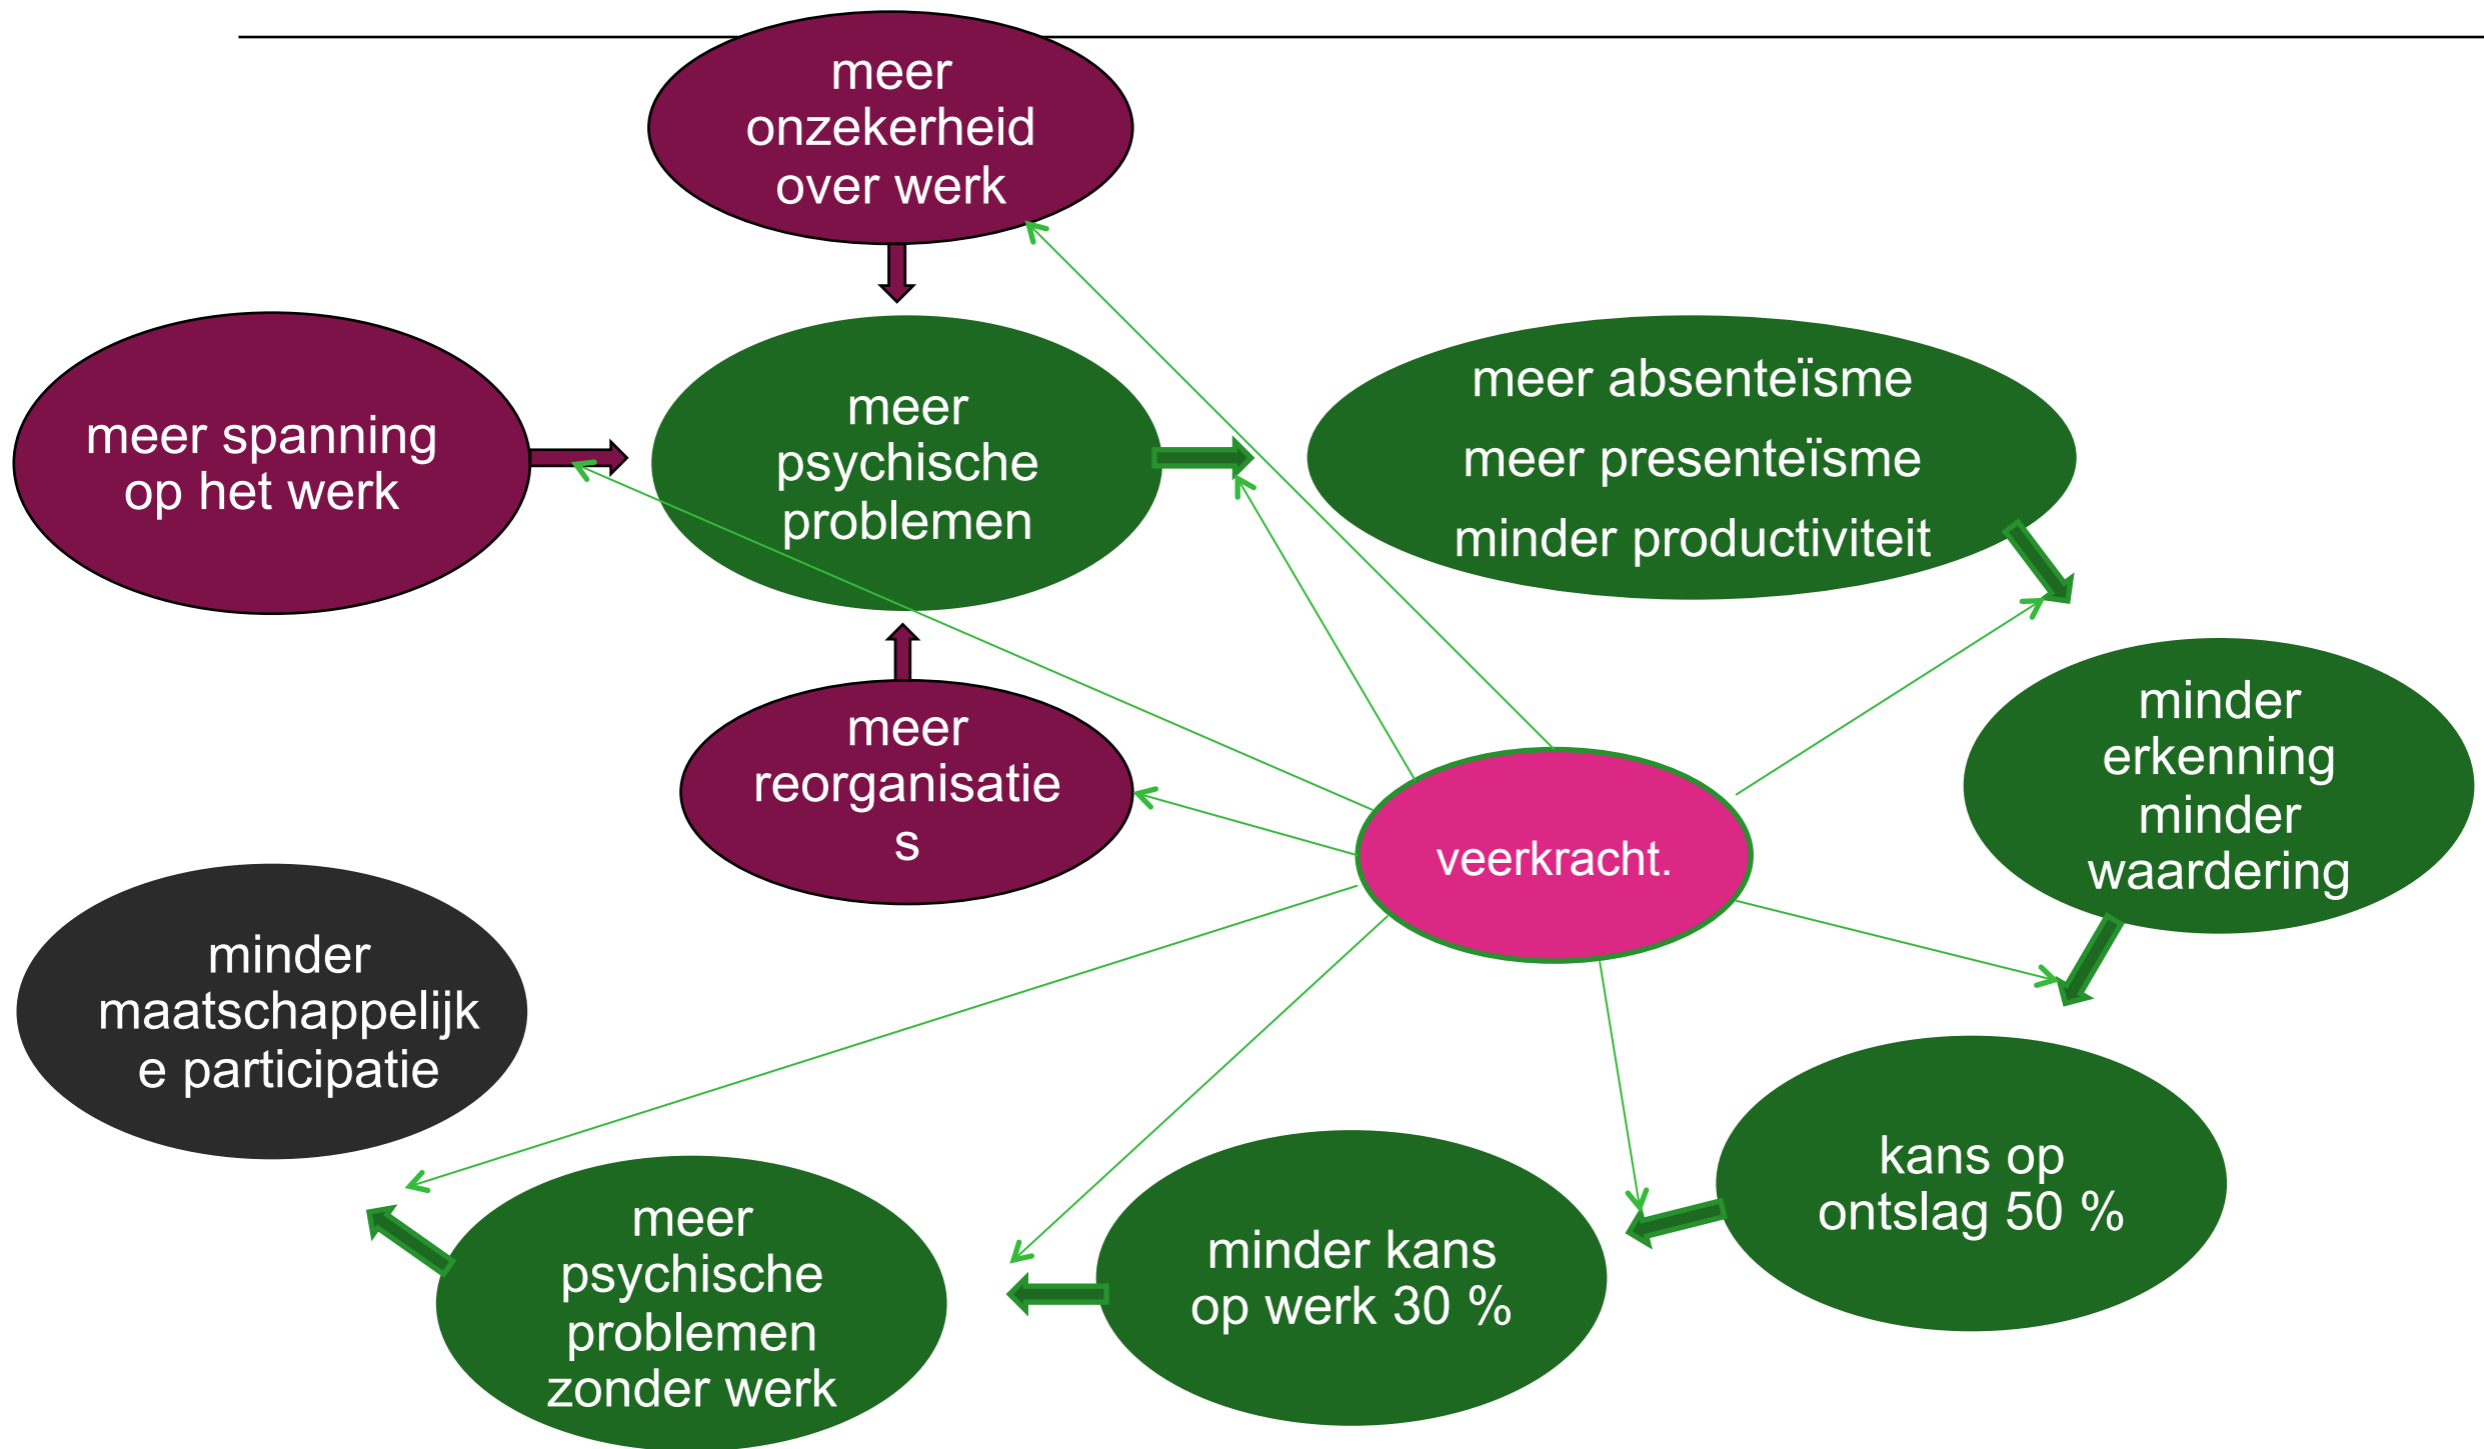 meer
onzekerheid
over werk
meer spanning
op het werk
meer
psychische
problemen
meer absenteïsme
meer presenteïsme
minder productiviteit
meer
reorganisatie
s
veerkracht.
minder
erkenning
minder
waardering
minder
maatschappelijk
e participatie
kans op
ontslag 50 %
minder kans
op werk 30 %
meer
psychische
problemen
zonder werk